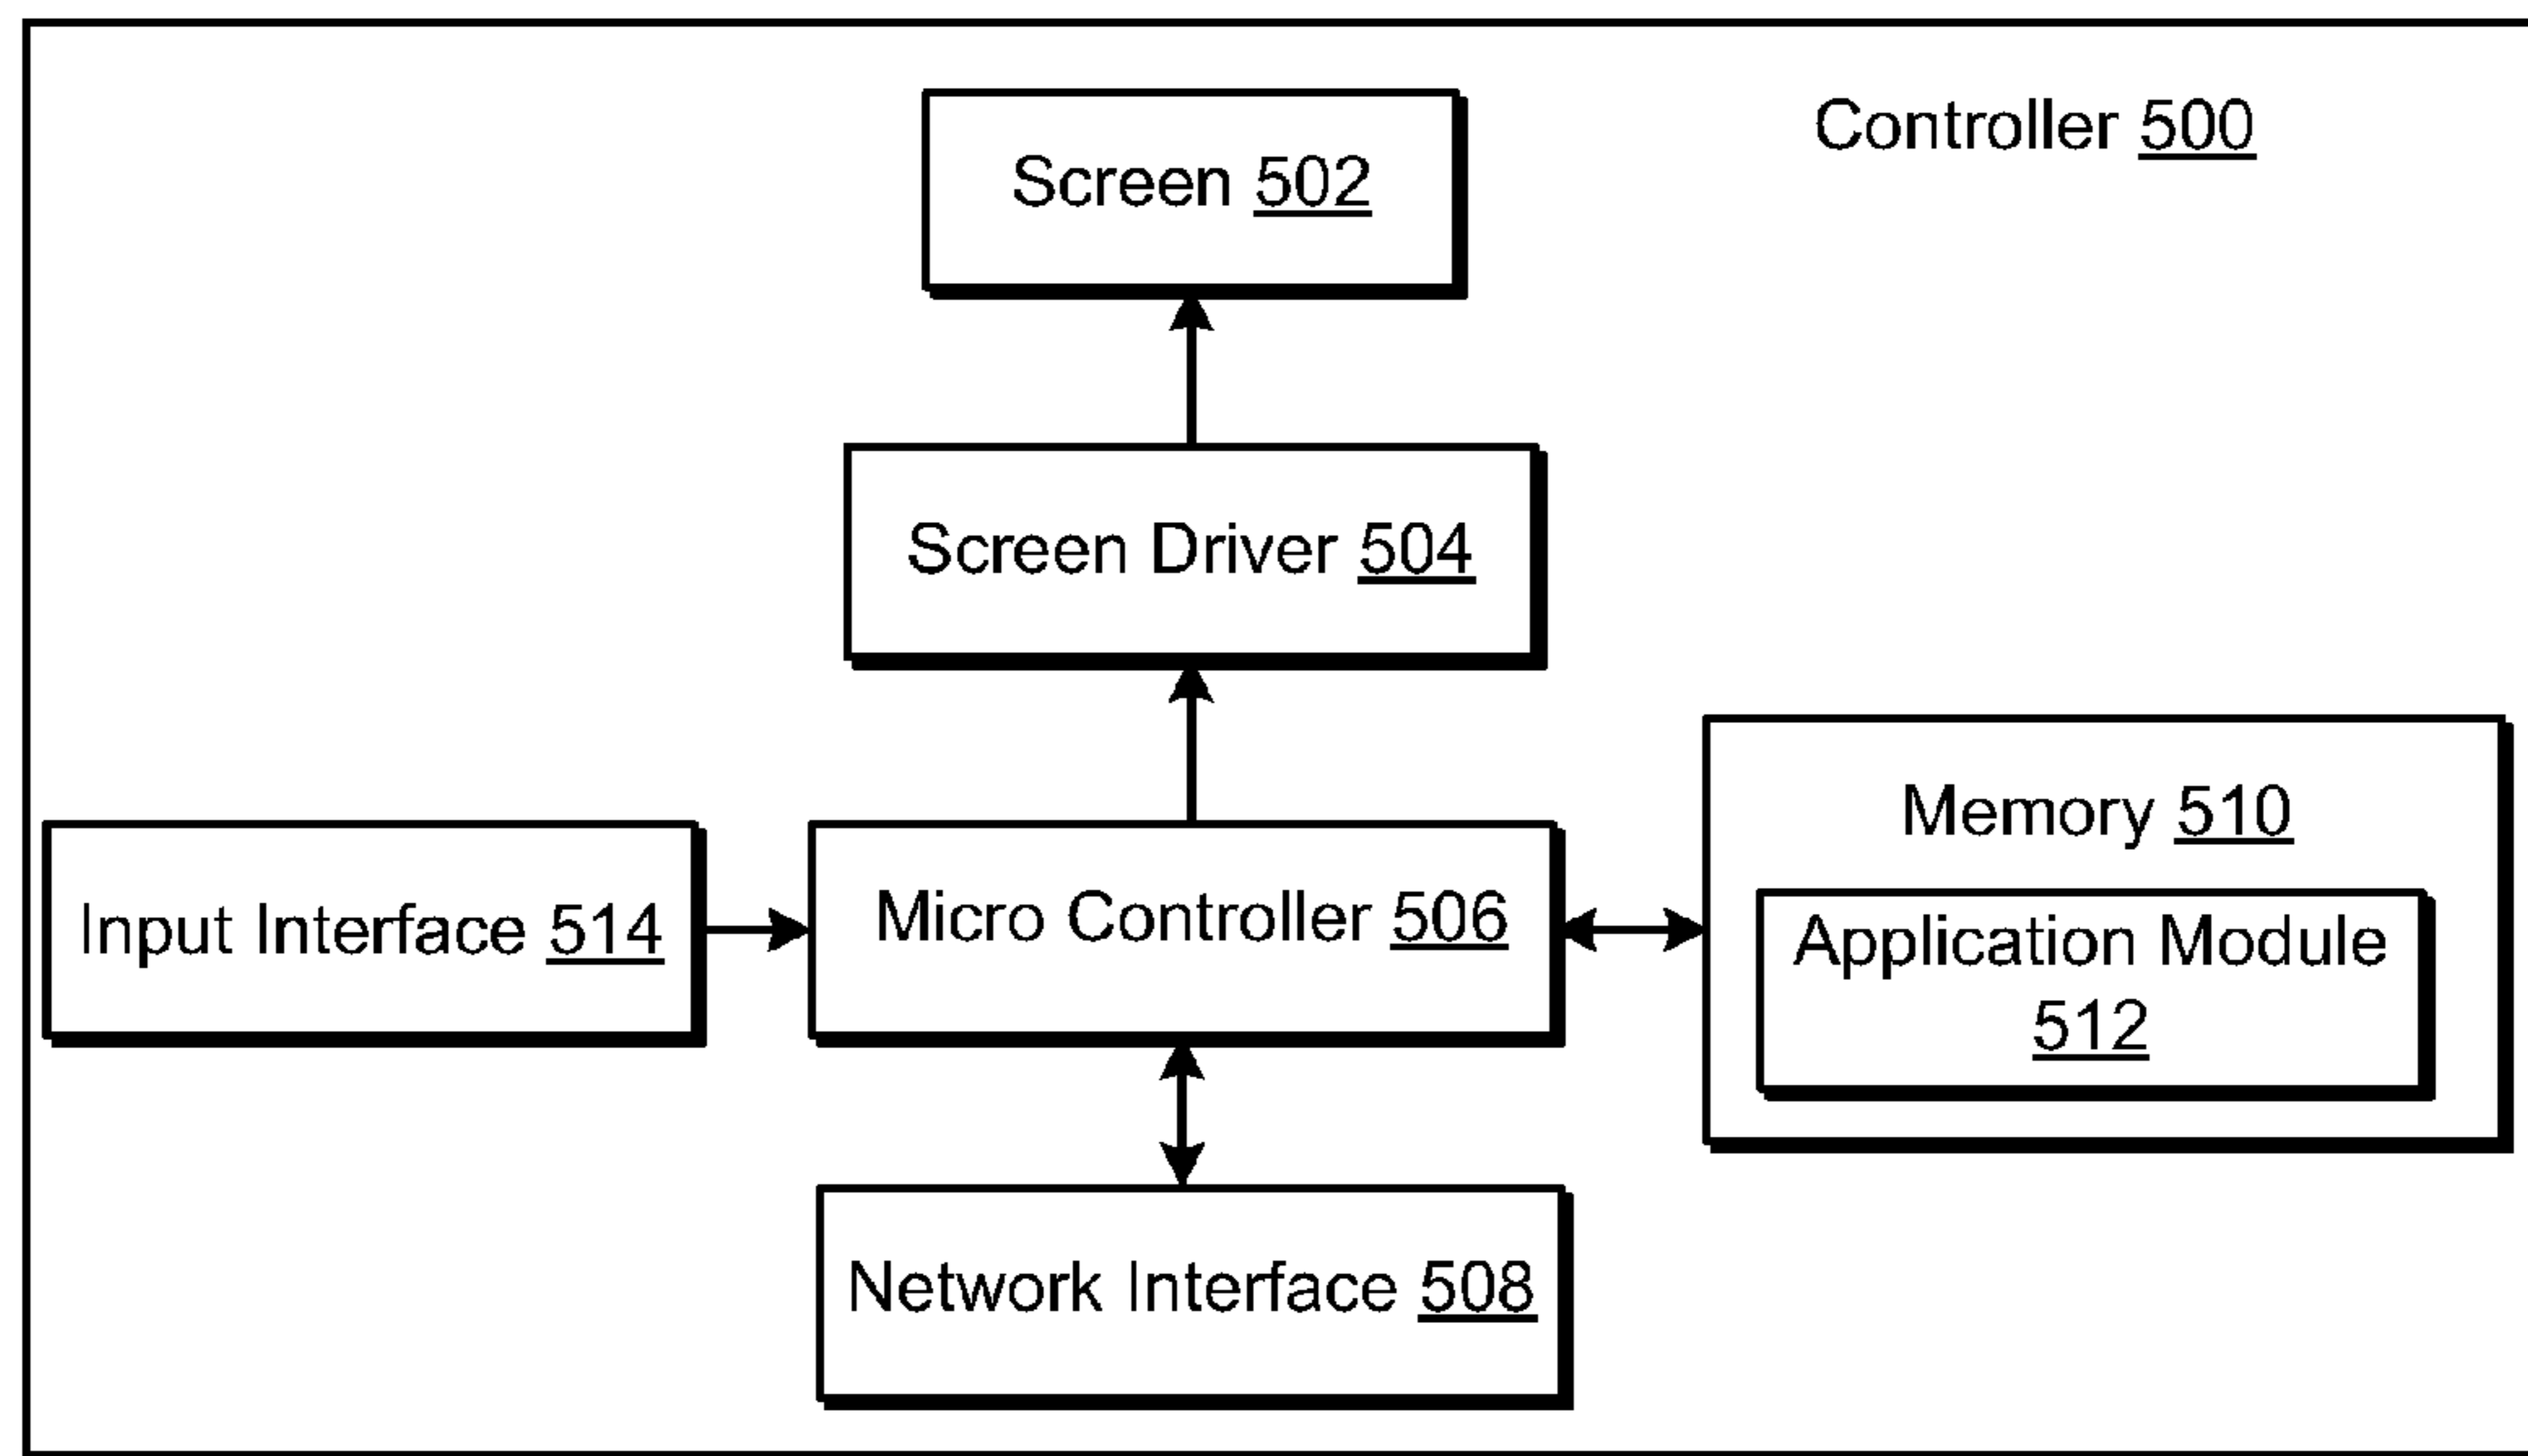 Controller 500
Screen 502
Screen Driver 504
Input Interface 514
Micro Controller 506
Memory 510
Application Module
512
Network Interface 508